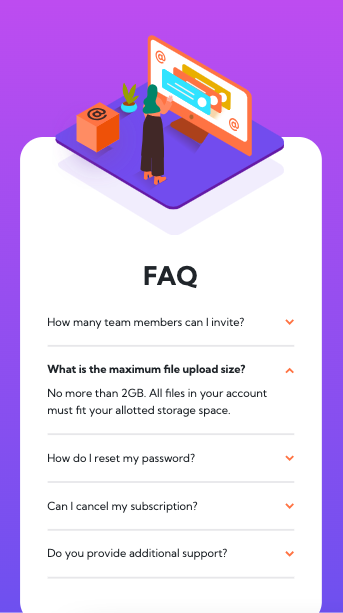 @
@
@
FAQ
How many team members can I invite?
What is the maximum file upload size?
No more than 2GB. All files in your account
must fit your allotted storage space.
How do I reset my password?
Can I cancel my subscription?
Do you provide additional support?